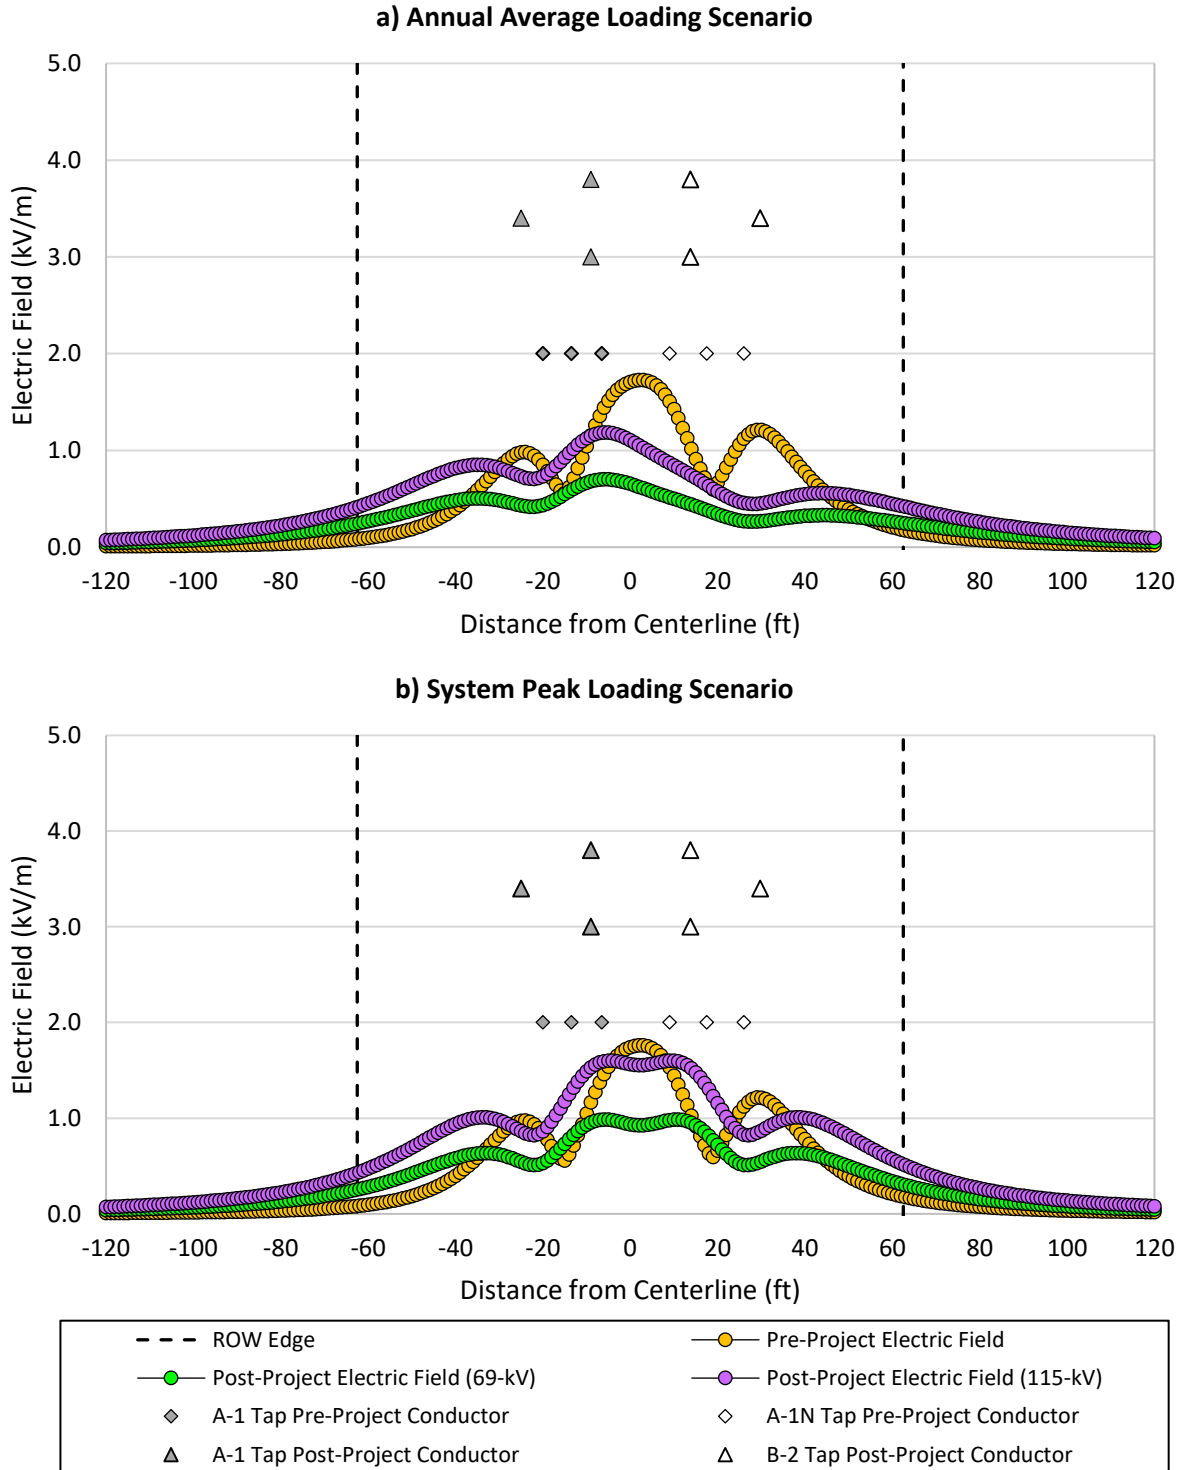 a) Annual Average Loading Scenario
Electric Field (kV/m)
5.0
4.0
3.0
2.0
1.0
0.0
-120 -100 -80 -60 -40 -20 0 20 40 60 80 100 120
Distance from Centerline (ft)
b) System Peak Loading Scenario
Electric Field (kV/m)
5.0
4.0
3.0
2.0
1.0
0.0
-120 -100 -80 -60 -40 -20 0 20 40 60 80 100 120
Distance from Centerline (ft)
ROW Edge Pre-Project Electric Field
Post-Project Electric Field (69-kV) Post-Project Electric Field (115-kV)
A-1 Tap Pre-Project Conductor A-1N Tap Pre-Project Conductor
A-1 Tap Post-Project Conductor B-2 Tap Post-Project Conductor